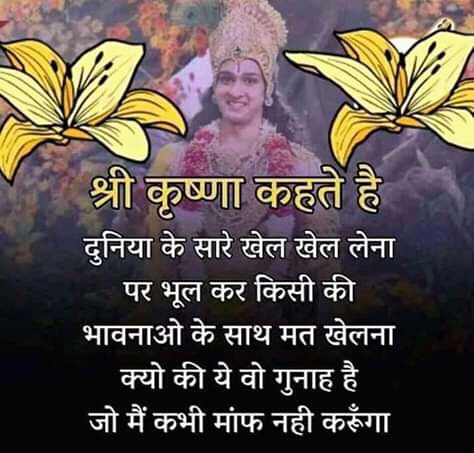 श्री कृष्णा कहते है
दुनिया के सारे खेल खेल लेना
पर भूल कर किसी की
भावनाओ के साथ मत खेलना
क्यो की ये वो गुनाह है
जो मैं कभी मांफ नही करूँगा